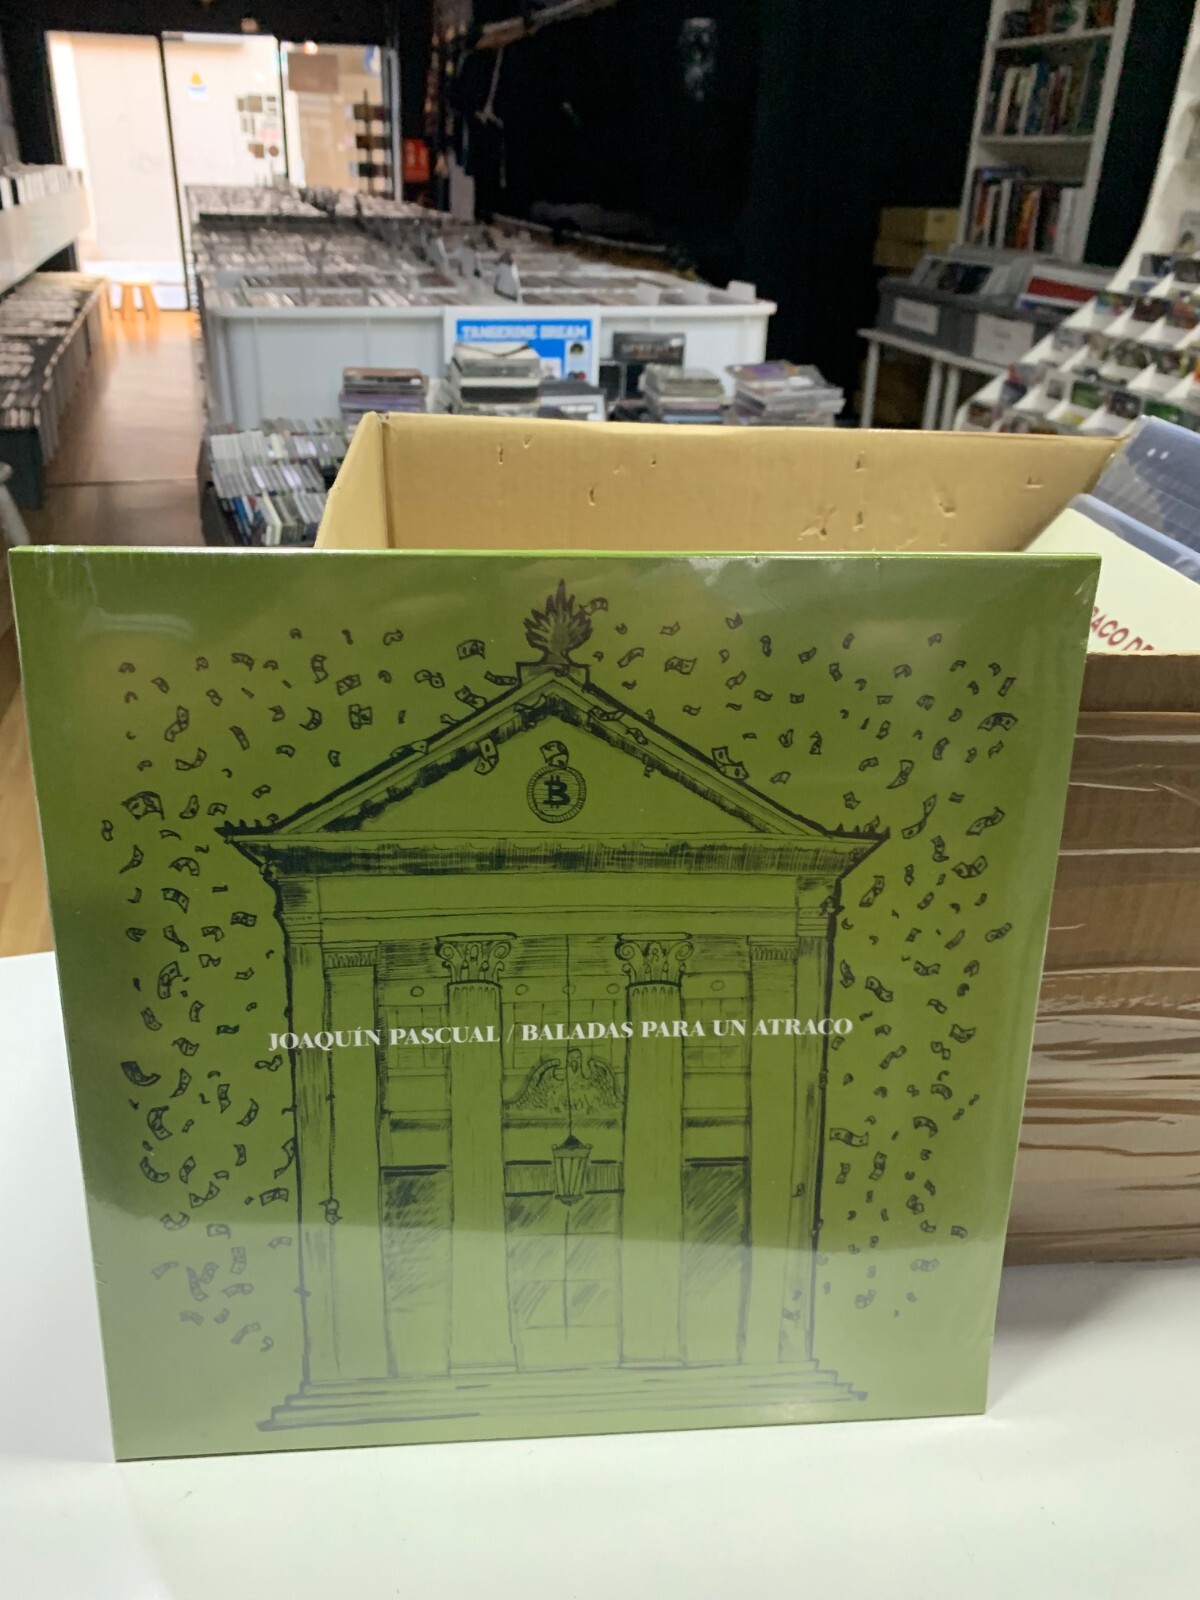 TANGERINE DREAM
JOAQUÍN PASCUAL / BALADAS PARA UN ATRACO
B